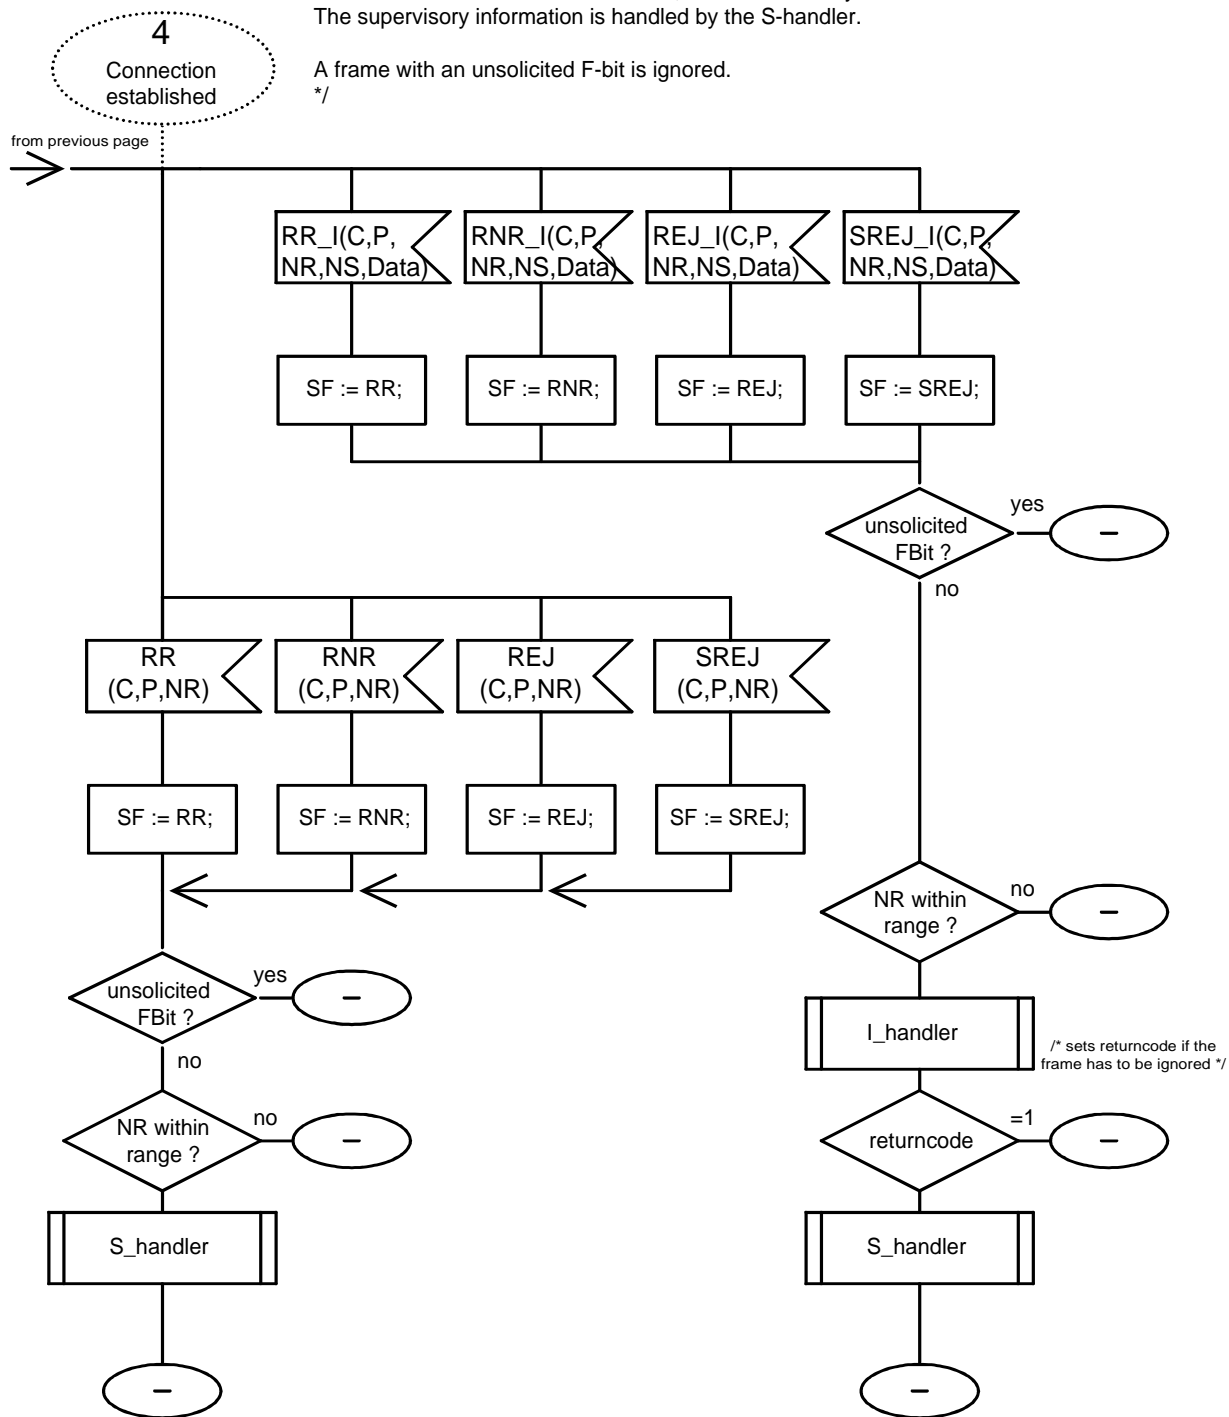 The supervisory information is handled by the S-handler.
A frame with an unsolicited F-bit is ignored.
*/
4
Connection
established
from previous page
RR_I(C,P,
NR,NS,Data)
RNR_I(C,P,
NR,NS,Data)
REJ_I(C,P,
NR,NS,Data)
SREJ_I(C,P,
NR,NS,Data)
SF := RR;
SF := RNR;
SF := REJ;
SF := SREJ;
unsolicited
FBit ?
yes
–
no
RR
(C,P,NR)
RNR
(C,P,NR)
REJ
(C,P,NR)
SREJ
(C,P,NR)
SF := RR;
SF := RNR;
SF := REJ;
SF := SREJ;
NR within
range ?
no
–
unsolicited
FBit ?
yes
–
no
I_handler
/* sets returncode if the
frame has to be ignored */
NR within
range ?
no
–
returncode
=1
–
S_handler
S_handler
–
–